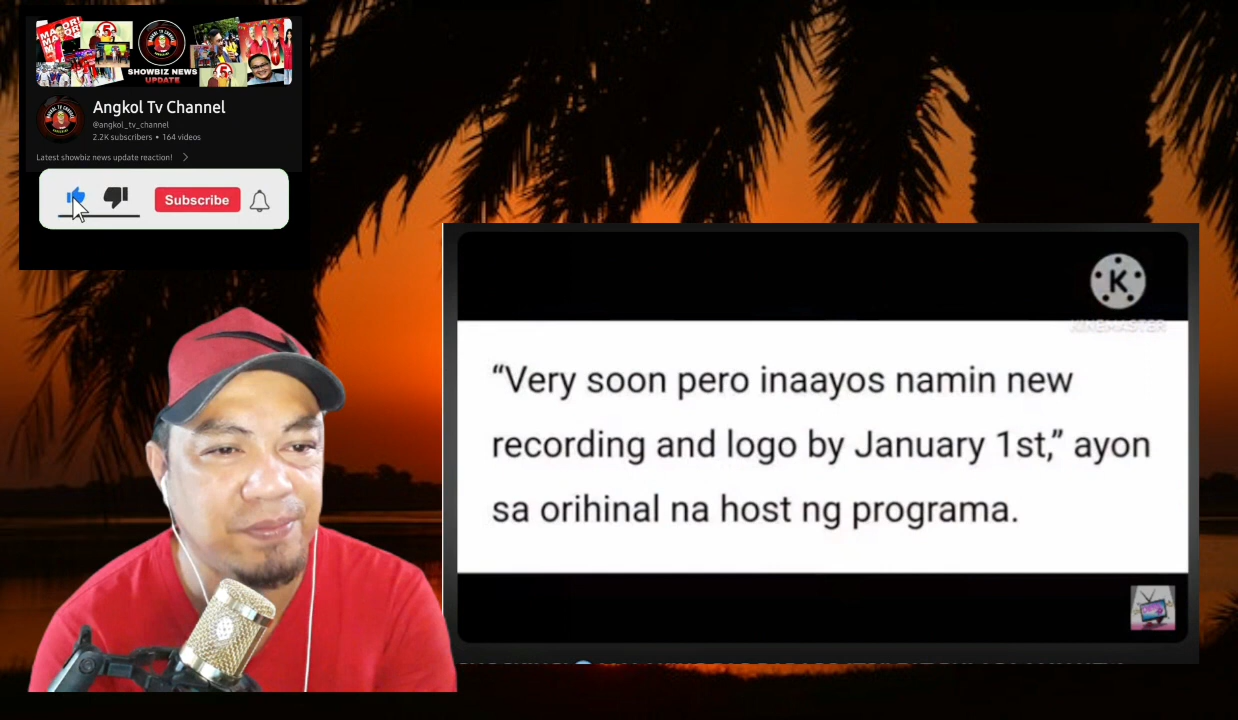 SHOWBIZ NEWS
UPDATE
Angkol Tv Channel
@angkol_tv_channel
2.2K subscribers • 164 videos
Latest showbiz news update reaction!
Subscribe
K
KINEMASTER
“Very soon pero inaayos namin new
recording and logo by January 1st,” ayon
sa orihinal na host ng programa.